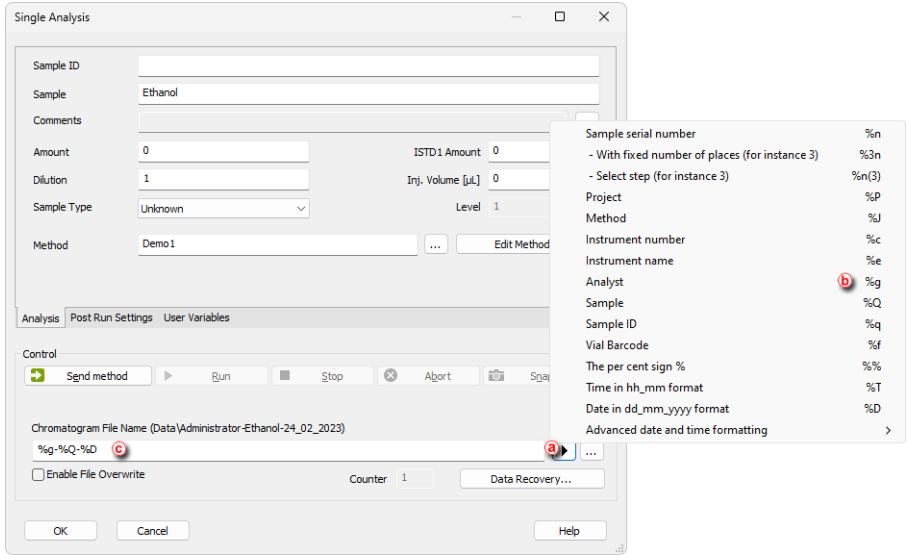 Single Analysis
Sample ID
Sample Ethanol
Comments
Amount 0 ISTD1 Amount 0
Dilution 1 Inj. Volume [µL] 0
Sample Type Unknown Level 1
Method Demo1 ... Edit Method
Analysis Post Run Settings User Variables
Control
Send method Run Stop Abort Snap
Chromatogram File Name (Data\Administrator-Ethanol-24_02_2023)
%g-%Q-%D c a ...
Enable File Overwrite Counter 1 Data Recovery...
OK Cancel Help
Sample serial number %n
- With fixed number of places (for instance 3) %3n
- Select step (for instance 3) %n(3)
Project %P
Method %J
Instrument number %c
Instrument name %e
Analyst b %g
Sample %Q
Sample ID %q
Vial Barcode %f
The per cent sign % %%
Time in hh_mm format %T
Date in dd_mm_yyyy format %D
Advanced date and time formatting